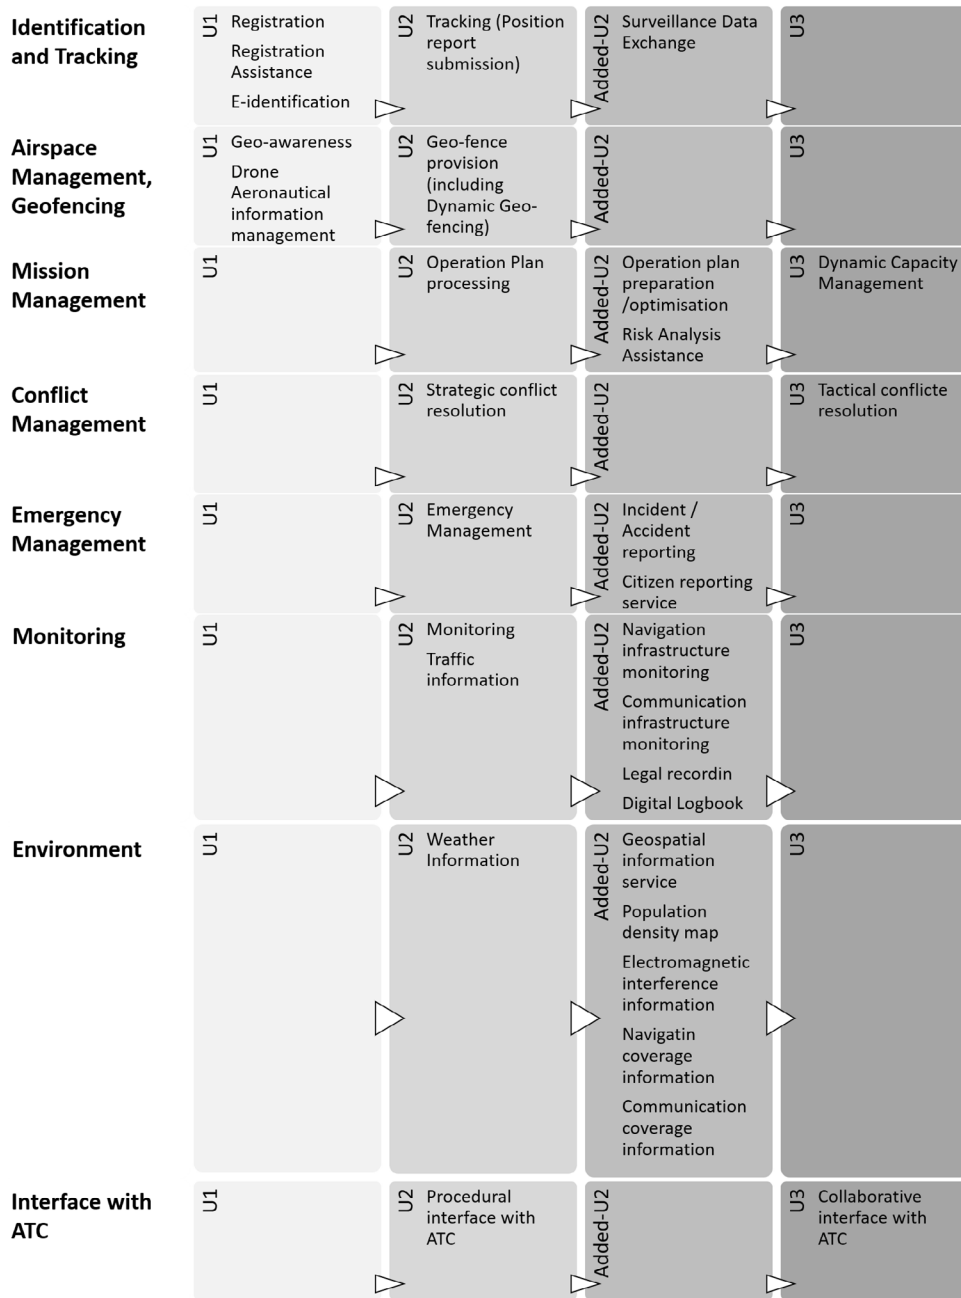 Identification
and Tracking
U1
Registration
Registration
Assistance
E-identification
U2
Tracking (Position
report
submission)
Added-U2
Surveillance Data
Exchange
U3
Airspace
Management,
Geofencing
U1
Geo-awareness
Drone
Aeronautical
information
management
U2
Geo-fence
provision
(including
Dynamic Geo-
fencing)
Added-U2
U3
Mission
Management
U1
U2
Operation Plan
processing
Added-U2
Operation plan
preparation
/optimisation
Risk Analysis
Assistance
U3
Dynamic Capacity
Management
Conflict
Management
U1
U2
Strategic conflict
resolution
Added-U2
U3
Tactical conflicte
resolution
Emergency
Management
U1
U2
Emergency
Management
Added-U2
Incident /
Accident
reporting
Citizen reporting
service
U3
Monitoring
U1
U2
Monitoring
Traffic
information
Added-U2
Navigation
infrastructure
monitoring
Communication
infrastructure
monitoring
Legal recordin
Digital Logbook
U3
Environment
U1
U2
Weather
Information
Added-U2
Geospatial
information
service
Population
density map
Electromagnetic
interference
information
Navigatin
coverage
information
Communication
coverage
information
U3
Interface with
ATC
U1
U2
Procedural
interface with
ATC
Added-U2
U3
Collaborative
interface with
ATC